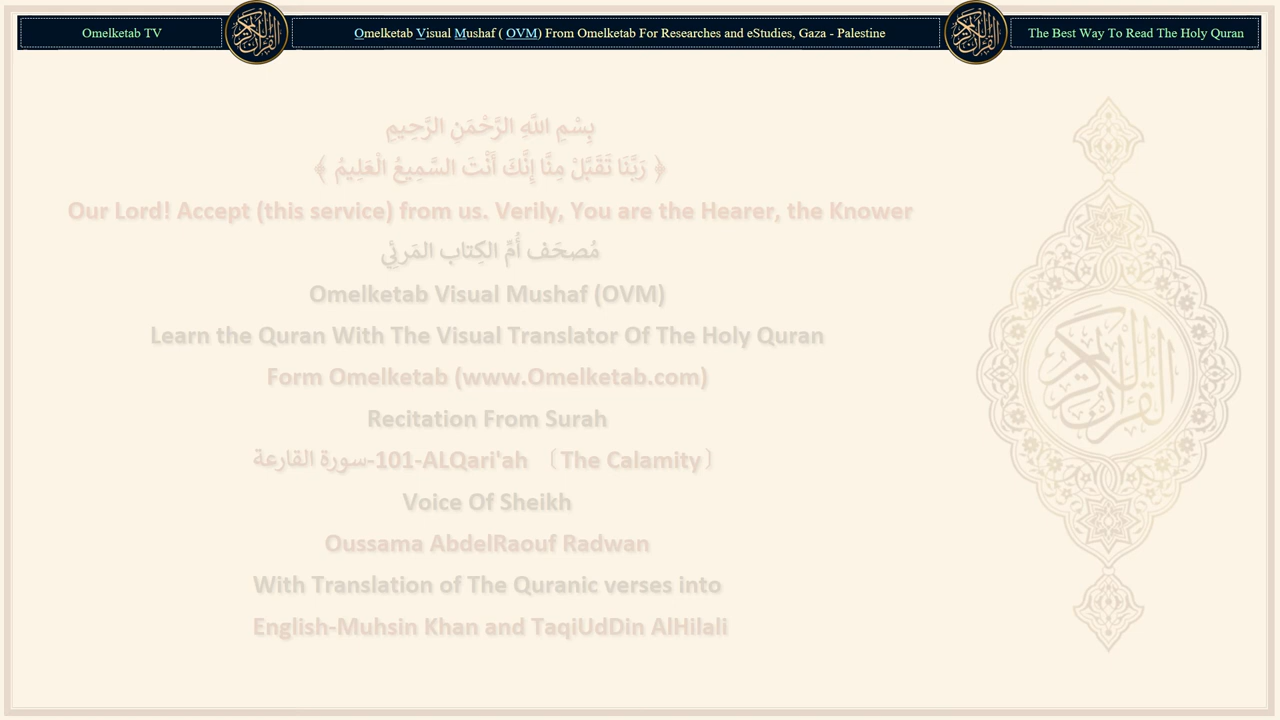 Omelketab TV
Omelketab Visual Mushaf ( OVM) From Omelketab For Researches and eStudies, Gaza - Palestine
The Best Way To Read The Holy Quran
بِسْمِ اللَّهِ الرَّحْمَنِ الرَّحِيمِ
﴿ رَبَّنَا تَقَبَّلْ مِنَّا إِنَّكَ أَنْتَ السَّمِيعُ الْعَلِيمُ ﴾
Our Lord! Accept (this service) from us. Verily, You are the Hearer, the Knower
مُصحَف أُمِّ الكِتاب المَرئِي
Omelketab Visual Mushaf (OVM)
Learn the Quran With The Visual Translator Of The Holy Quran
Form Omelketab (www.Omelketab.com)
Recitation From Surah
سورة القارعة-101-ALQari'ah 〔The Calamity〕
Voice Of Sheikh
Oussama AbdelRaouf Radwan
With Translation of The Quranic verses into
English-Muhsin Khan and TaqiUdDin AlHilali
القرآن الكريم